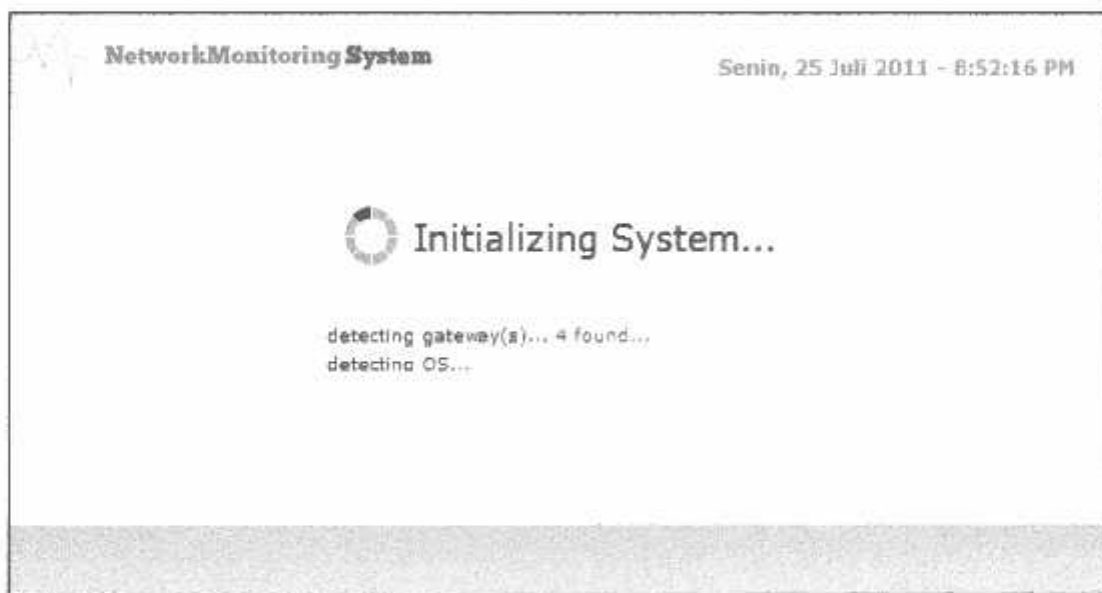 NetworkMonitoring System
Senin, 25 Juli 2011 - 8:52:16 PM
Initializing System...
detecting gateway(s)... 4 found...
detecting OS...